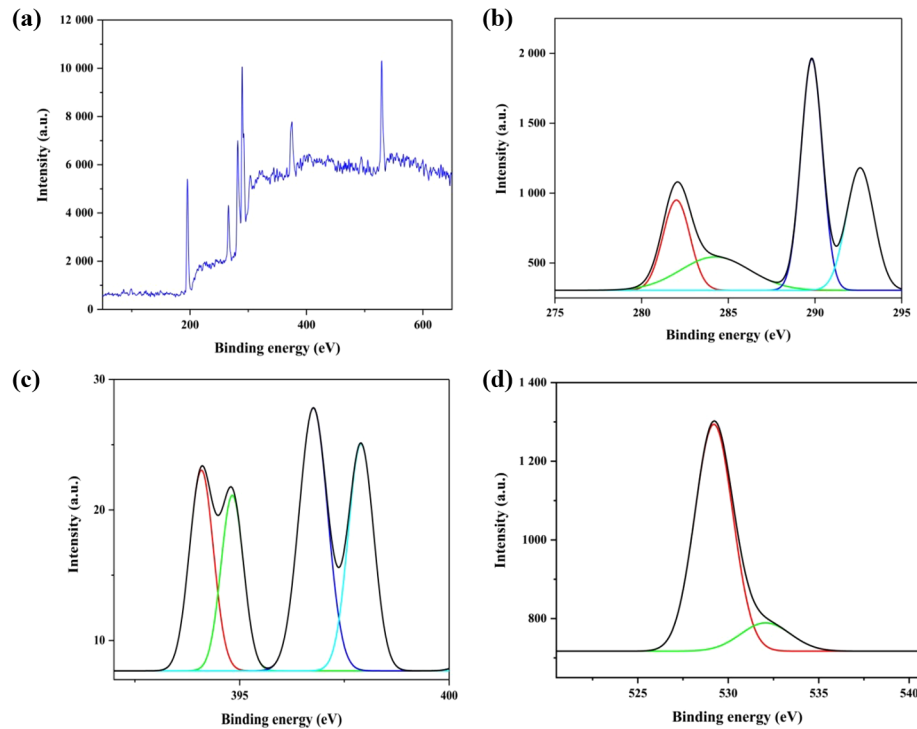 (a)
12 000
10 000
8 000
6 000
4 000
2 000
0
Intensity (a.u.)
200 400 600
Binding energy (eV)
(b)
2 000
1 500
1 000
500
Intensity (a.u.)
275 280 285 290 295
Binding energy (eV)
(c)
30
20
10
Intensity (a.u.)
395 400
Binding energy (eV)
(d)
1 400
1 300
1 200
1000
800
Intensity (a.u.)
525 530 535 540
Binding energy (eV)